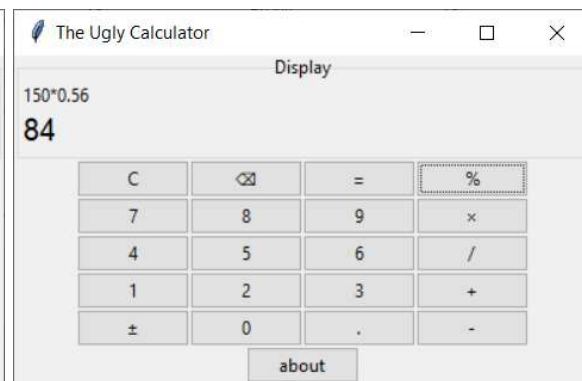 The Ugly Calculator
Display
150*0.56
84
C ⌫ = %
7 8 9 ×
4 5 6 /
1 2 3 +
± 0 . -
about